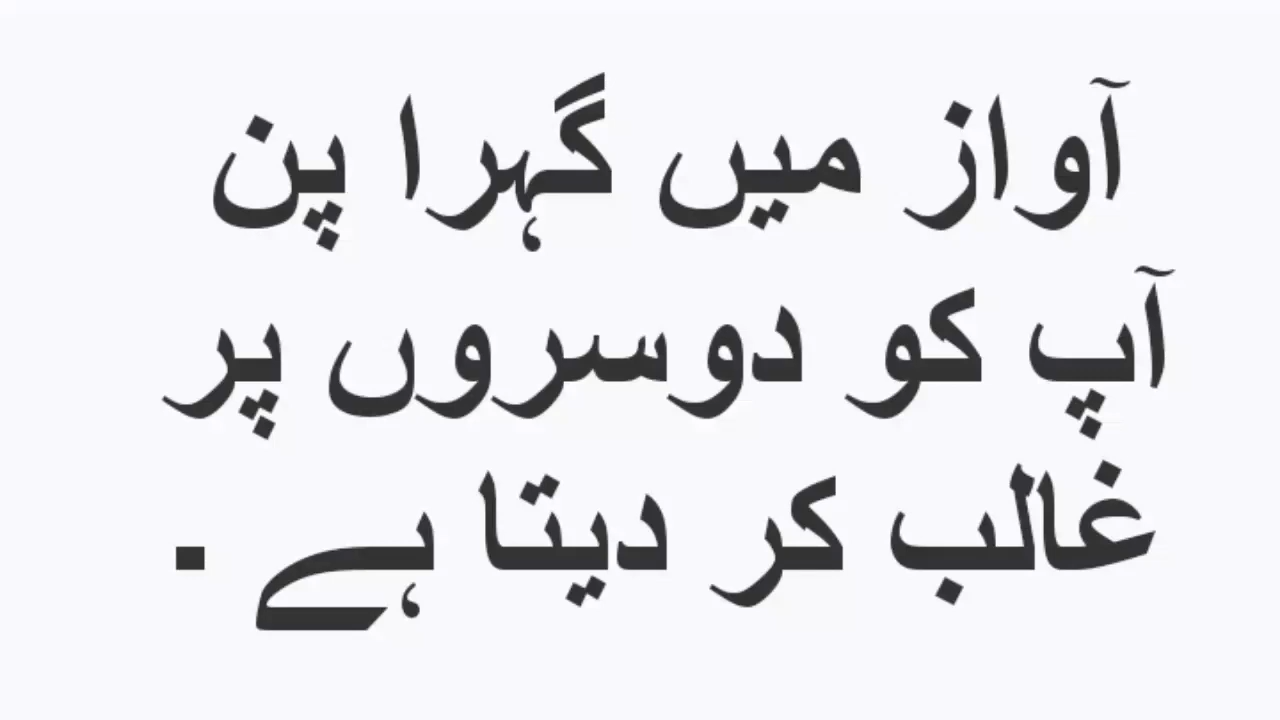 آواز میں گہرا پن
آپ کو دوسروں پر
غالب کر دیتا ہے .